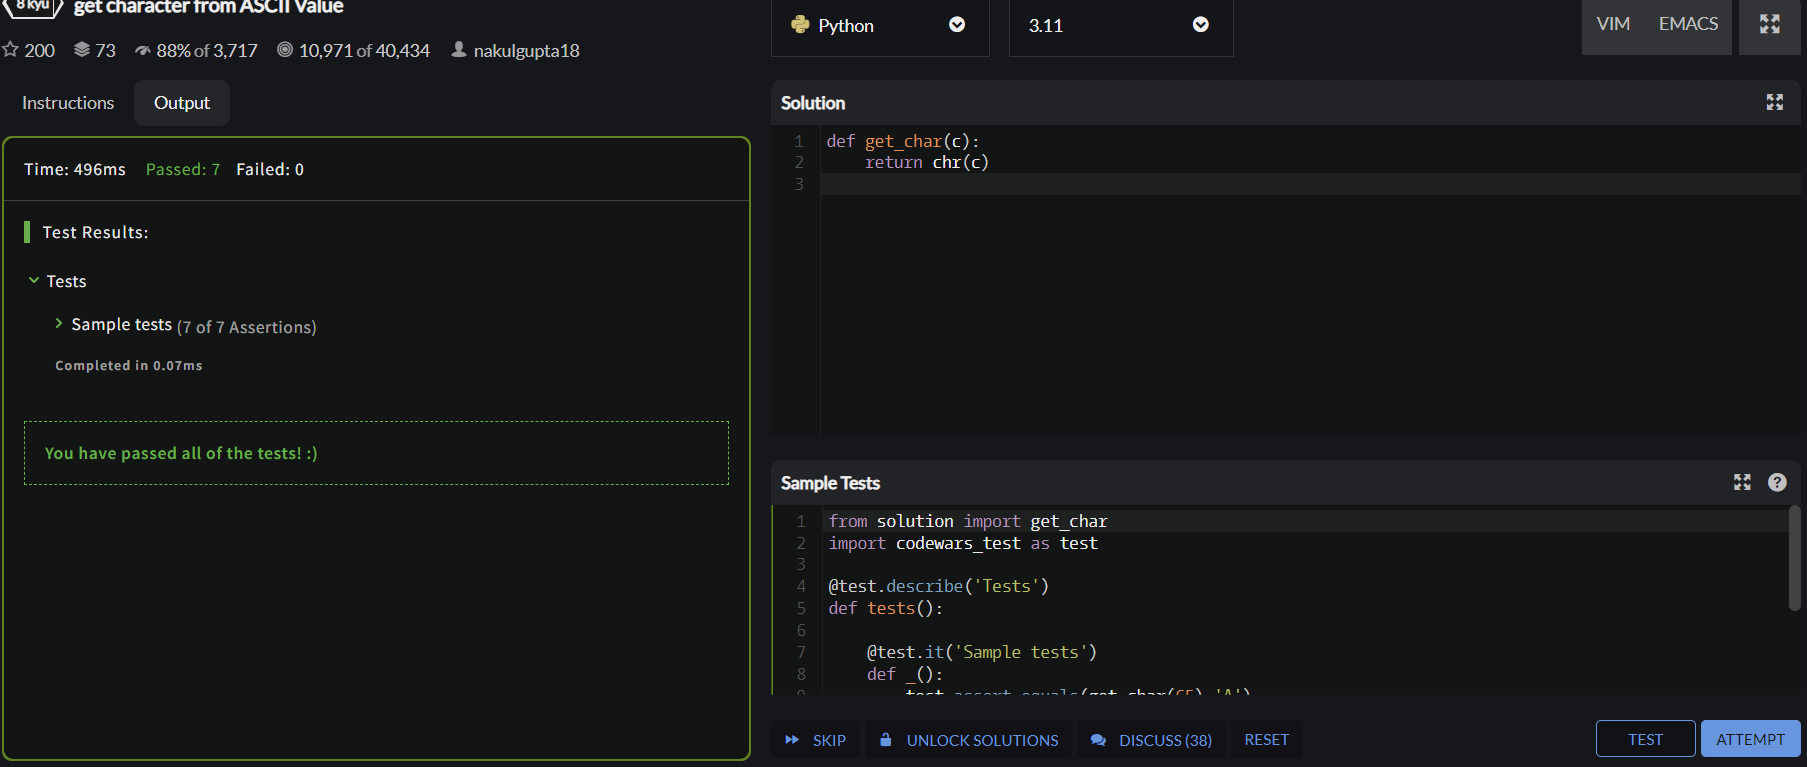 8 kyu get character from ASCII Value
200 73 88% of 3,717 10,971 of 40,434 nakulgupta18
Instructions Output
Time: 496ms Passed: 7 Failed: 0
Test Results:
Tests
Sample tests (7 of 7 Assertions)
Completed in 0.07ms
You have passed all of the tests! :)
Python 3.11 VIM EMACS
Solution
1 def get_char(c):
2     return chr(c)
3
Sample Tests
1 from solution import get_char
2 import codewars_test as test
3
4 @test.describe('Tests')
5 def tests():
6
7     @test.it('Sample tests')
8     def _():
9         test.assert_equals(get_char(65),'A')
SKIP UNLOCK SOLUTIONS DISCUSS (38) RESET TEST ATTEMPT